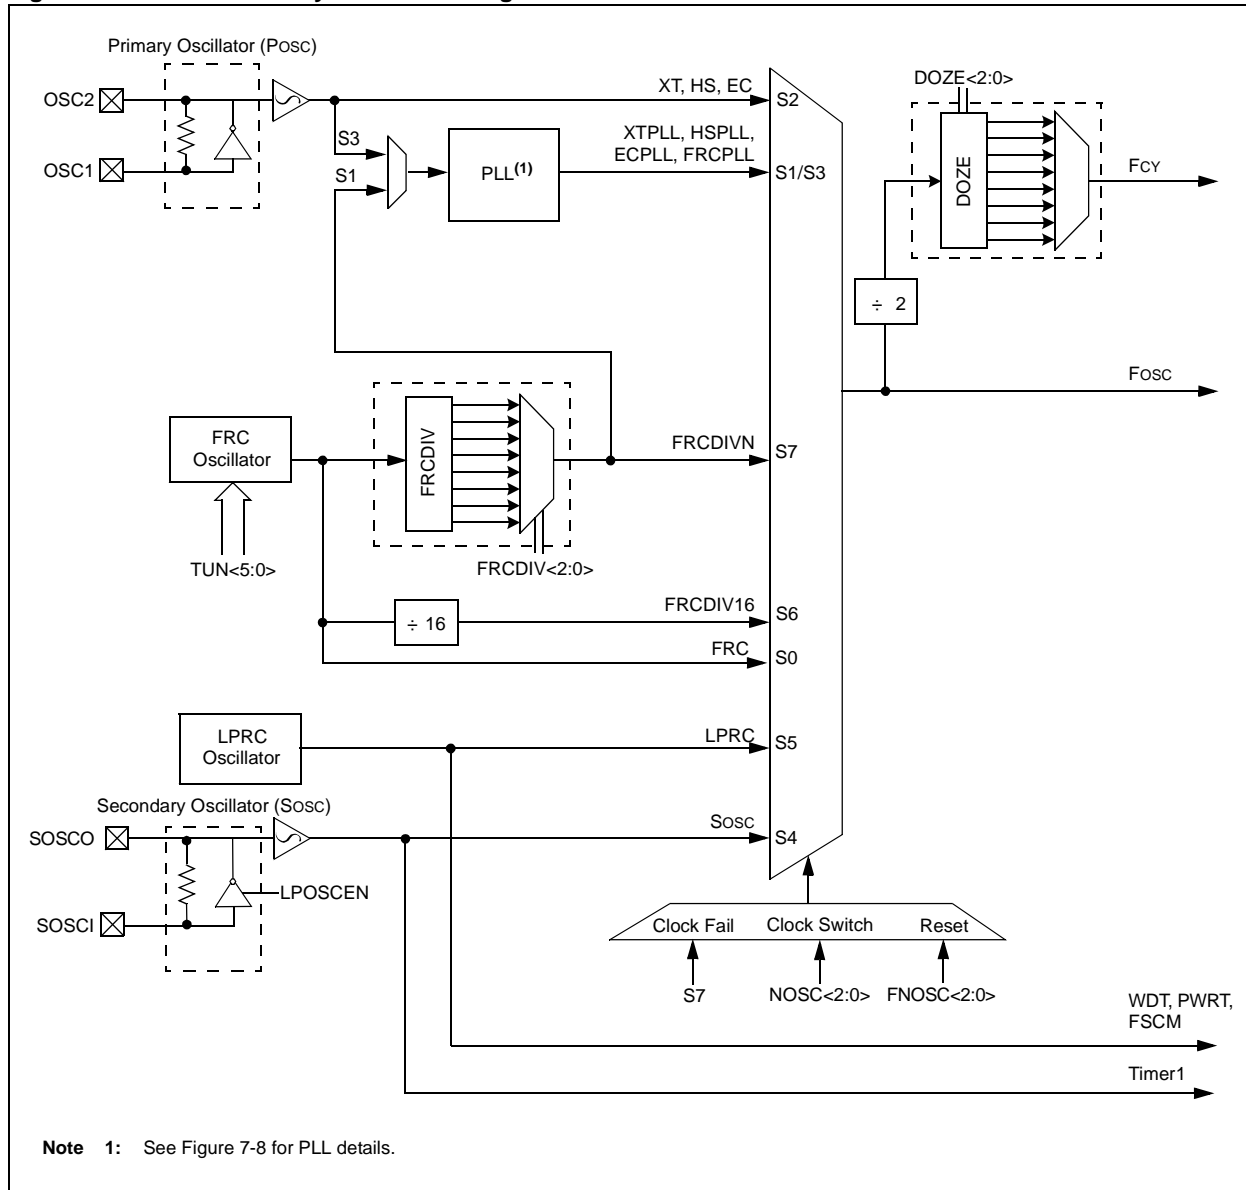 Primary Oscillator (POSC)
OSC2
OSC1
S3
S1
PLL(1)
XT, HS, EC
XTPLL, HSPLL,
ECPLL, FRCPLL
S2
S1/S3
DOZE<2:0>
DOZE
FCY
÷ 2
FOSC
FRC
Oscillator
TUN<5:0>
FRCDIV
FRCDIV<2:0>
FRCDIVN
S7
÷ 16
FRCDIV16
S6
FRC
S0
LPRC
Oscillator
LPRC
S5
Secondary Oscillator (SOSC)
SOSCO
SOSCI
LPOSCEN
SOSC
S4
Clock Fail
Clock Switch
Reset
S7
NOSC<2:0>
FNOSC<2:0>
WDT, PWRT,
FSCM
Timer1
Note 1: See Figure 7-8 for PLL details.